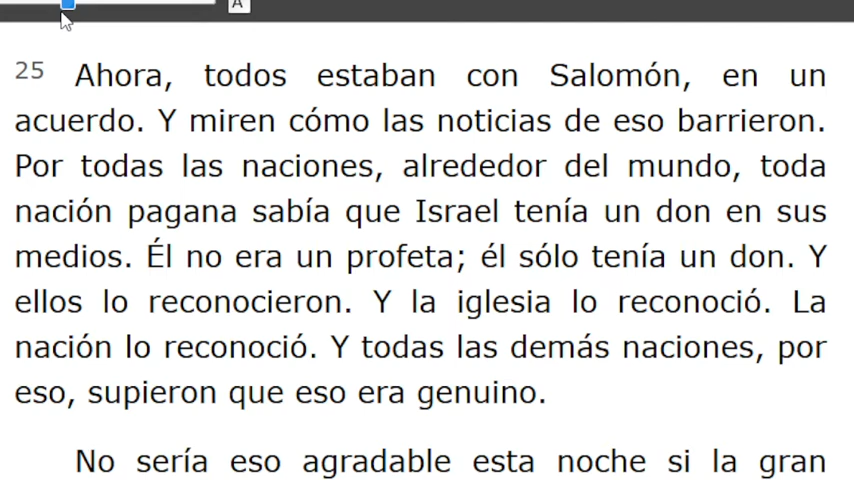 A
25 Ahora, todos estaban con Salomón, en un
acuerdo. Y miren cómo las noticias de eso barrieron.
Por todas las naciones, alrededor del mundo, toda
nación pagana sabía que Israel tenía un don en sus
medios. Él no era un profeta; él sólo tenía un don. Y
ellos lo reconocieron. Y la iglesia lo reconoció. La
nación lo reconoció. Y todas las demás naciones, por
eso, supieron que eso era genuino.
No sería eso agradable esta noche si la gran